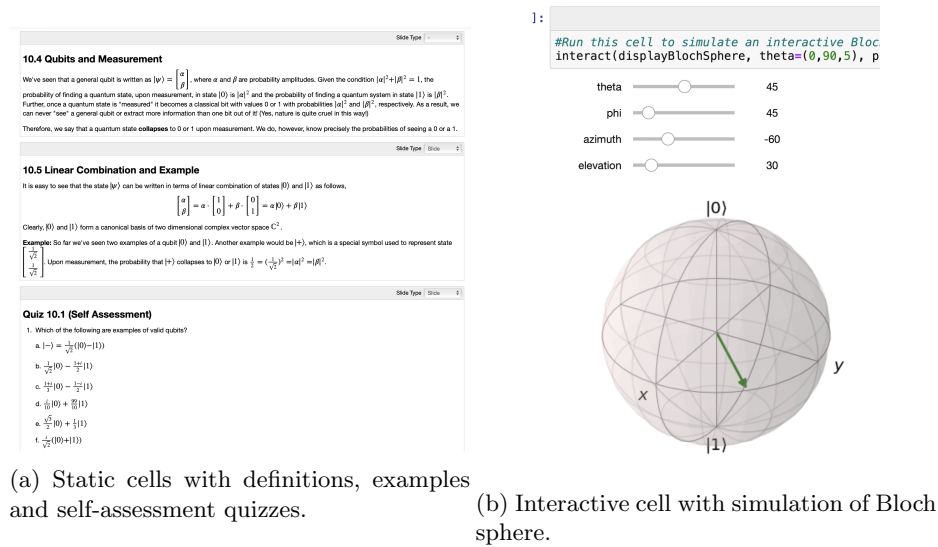 Slide Type -
10.4 Qubits and Measurement
We've seen that a general qubit is written as |ψ⟩ = [α β], where α and β are probability amplitudes. Given the condition |α|²+|β|² = 1, the
probability of finding a quantum state, upon measurement, in state |0⟩ is |α|² and the probability of finding a quantum system in state |1⟩ is |β|².
Further, once a quantum state is "measured" it becomes a classical bit with values 0 or 1 with probabilities |α|² and |β|², respectively. As a result, we
can never "see" a general qubit or extract more information than one bit out of it! (Yes, nature is quite cruel in this way!)
Therefore, we say that a quantum state collapses to 0 or 1 upon measurement. We do, however, know precisely the probabilities of seeing a 0 or a 1.
Slide Type Slide
10.5 Linear Combination and Example
It is easy to see that the state |ψ⟩ can be written in terms of linear combination of states |0⟩ and |1⟩ as follows,
[α β] = α · [1 0] + β · [0 1] = α|0⟩ + β|1⟩
Clearly, |0⟩ and |1⟩ form a canonical basis of two dimensional complex vector space ℂ².
Example: So far we've seen two examples of a qubit |0⟩ and |1⟩. Another example would be |+⟩, which is a special symbol used to represent state
[1/√2 1/√2]. Upon measurement, the probability that |+⟩ collapses to |0⟩ or |1⟩ is 1/2 = (1/√2)² =|α|² =|β|².
Slide Type Slide
Quiz 10.1 (Self Assessment)
1. Which of the following are examples of valid qubits?
a. |−⟩ = 1/√2(|0⟩−|1⟩)
b. 1/√2|0⟩ − 1+i/2|1⟩
c. |0⟩ − 1−i/2|1⟩
d. |0⟩ + |1⟩
e. |0⟩ + |1⟩
f. i/√2(|0⟩+|1⟩)
(a) Static cells with definitions, examples
and self-assessment quizzes.
]:
#Run this cell to simulate an interactive Bloc
interact(displayBlochSphere, theta=(0,90,5), p
theta 45
phi 45
azimuth -60
elevation 30
|0⟩
y
x
|1⟩
(b) Interactive cell with simulation of Bloch
sphere.